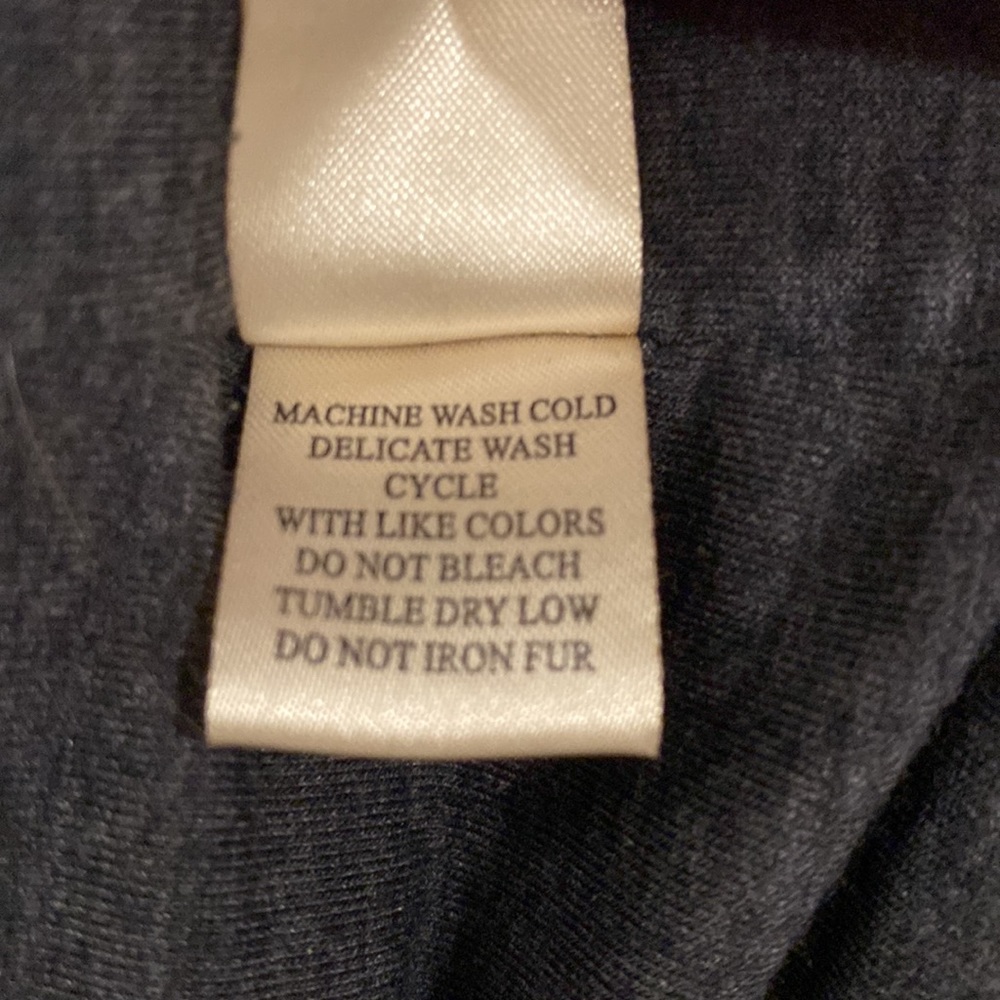 MACHINE WASH COLD
DELICATE WASH
CYCLE
WITH LIKE COLORS
DO NOT BLEACH
TUMBLE DRY LOW
DO NOT IRON FUR